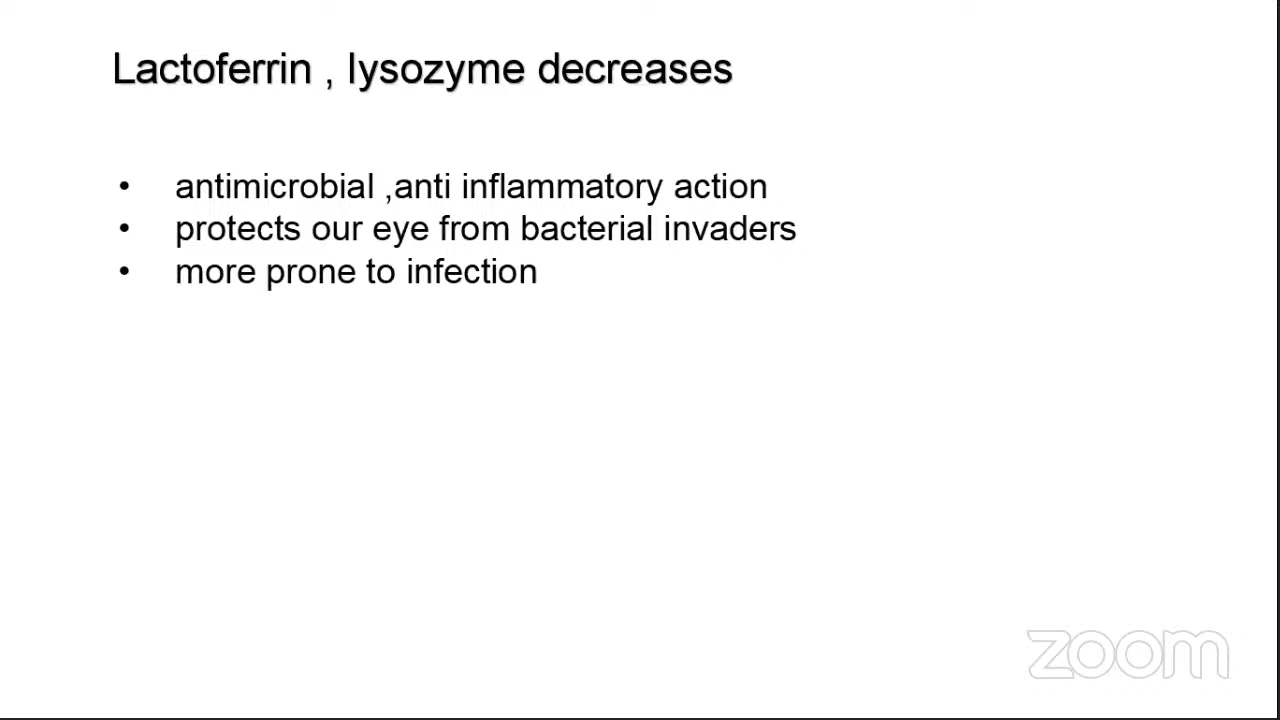 Lactoferrin , lysozyme decreases
• antimicrobial ,anti inflammatory action
• protects our eye from bacterial invaders
• more prone to infection
zoom